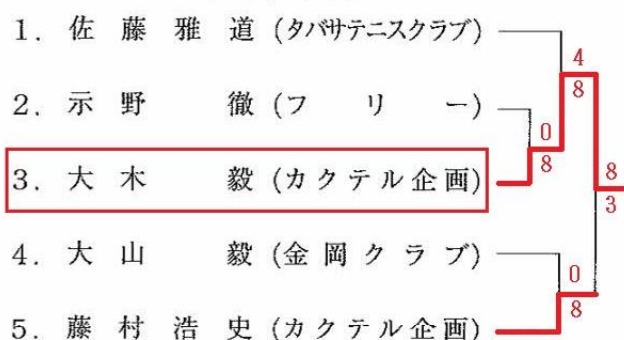 1. 佐藤雅道 (タバサテニスクラブ)
4
8
2. 示野 徹 (フリー)
0
8
3. 大木 毅 (カクテル企画)
8
3
4. 大山 毅 (金岡クラブ)
0
8
5. 藤村浩史 (カクテル企画)